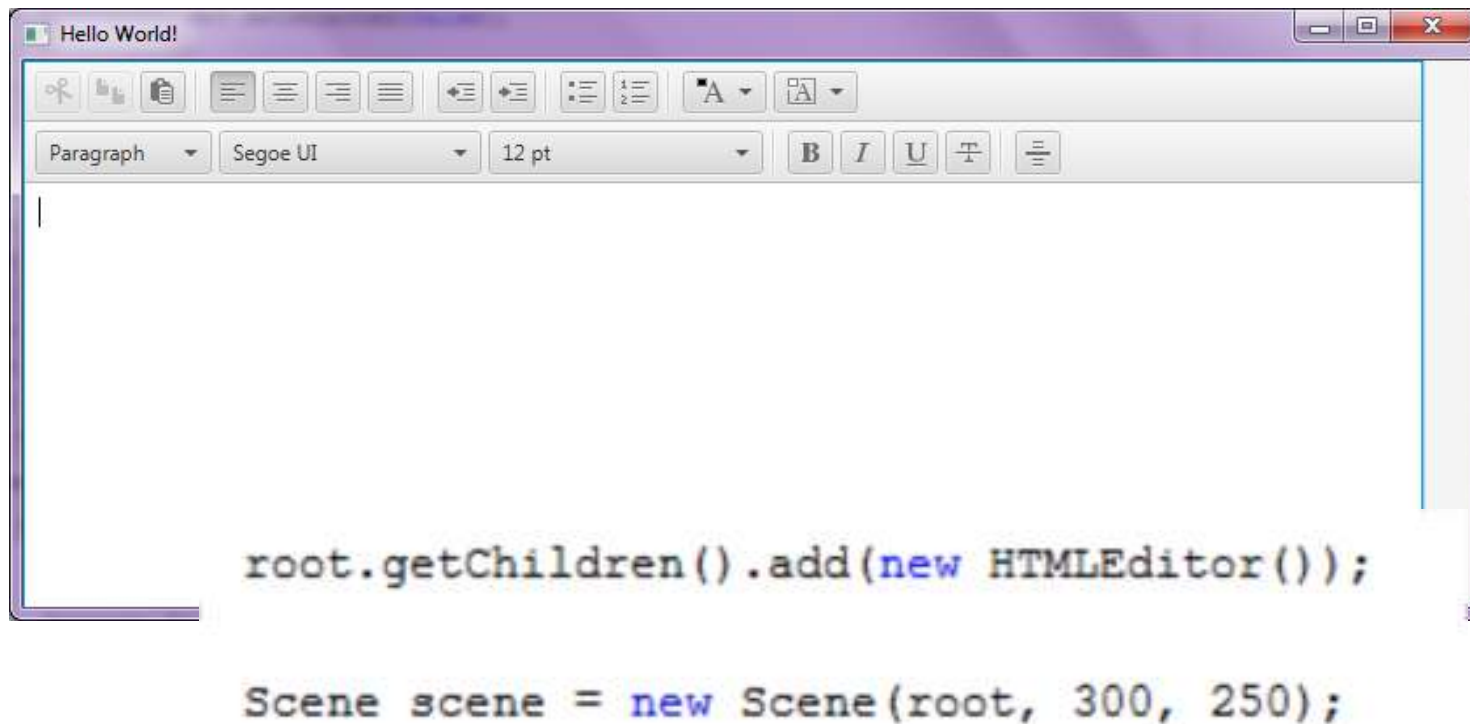 Hello World!
A A
Paragraph Segoe UI 12 pt B I U T
root.getChildren().add(new HTMLEditor());
Scene scene = new Scene(root, 300, 250);